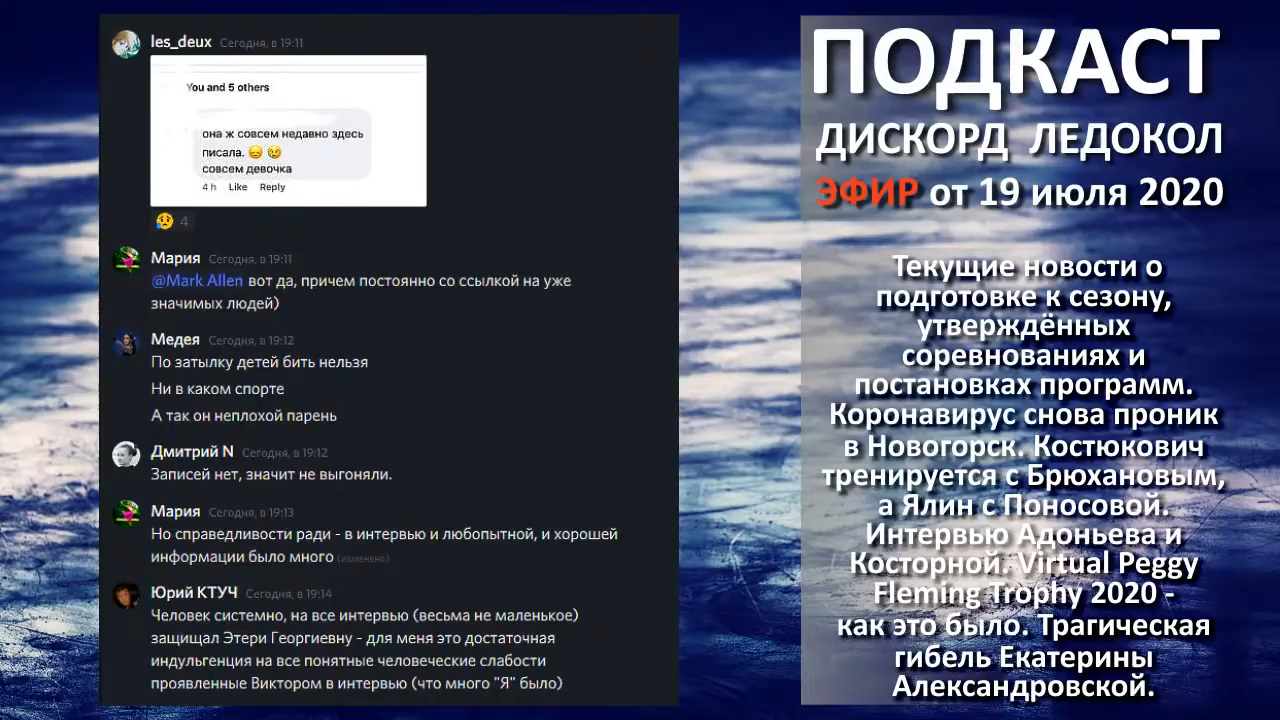 les_deux Сегодня, в 19:11
You and 5 others
она ж совсем недавно здесь
писала. 😞 😢
совсем девочка
4 h Like Reply
😥 4
Мария Сегодня, в 19:11
@Mark Allen вот да, причем постоянно со ссылкой на уже
значимых людей)
Медея Сегодня, в 19:12
По затылку детей бить нельзя
Ни в каком спорте
А так он неплохой парень
Дмитрий N Сегодня, в 19:12
Записей нет, значит не выгоняли.
Мария Сегодня, в 19:13
Но справедливости ради - в интервью и любопытной, и хорошей
информации было много (изменено)
Юрий КТУЧ Сегодня, в 19:14
Человек системно, на все интервью (весьма не маленькое)
защищал Этери Георгиевну - для меня это достаточная
индульгенция на все понятные человеческие слабости
проявленные Виктором в интервью (что много "Я" было)
ПОДКАСТ
ДИСКОРД ЛЕДОКОЛ
ЭФИР от 19 июля 2020
Текущие новости о
подготовке к сезону,
утверждённых
соревнованиях и
постановках программ.
Коронавирус снова проник
в Новогорск. Костюкович
тренируется с Брюхановым,
а Ялин с Поносовой.
Интервью Адоньева и
Косторной. Virtual Peggy
Fleming Trophy 2020 -
как это было. Трагическая
гибель Екатерины
Александровской.